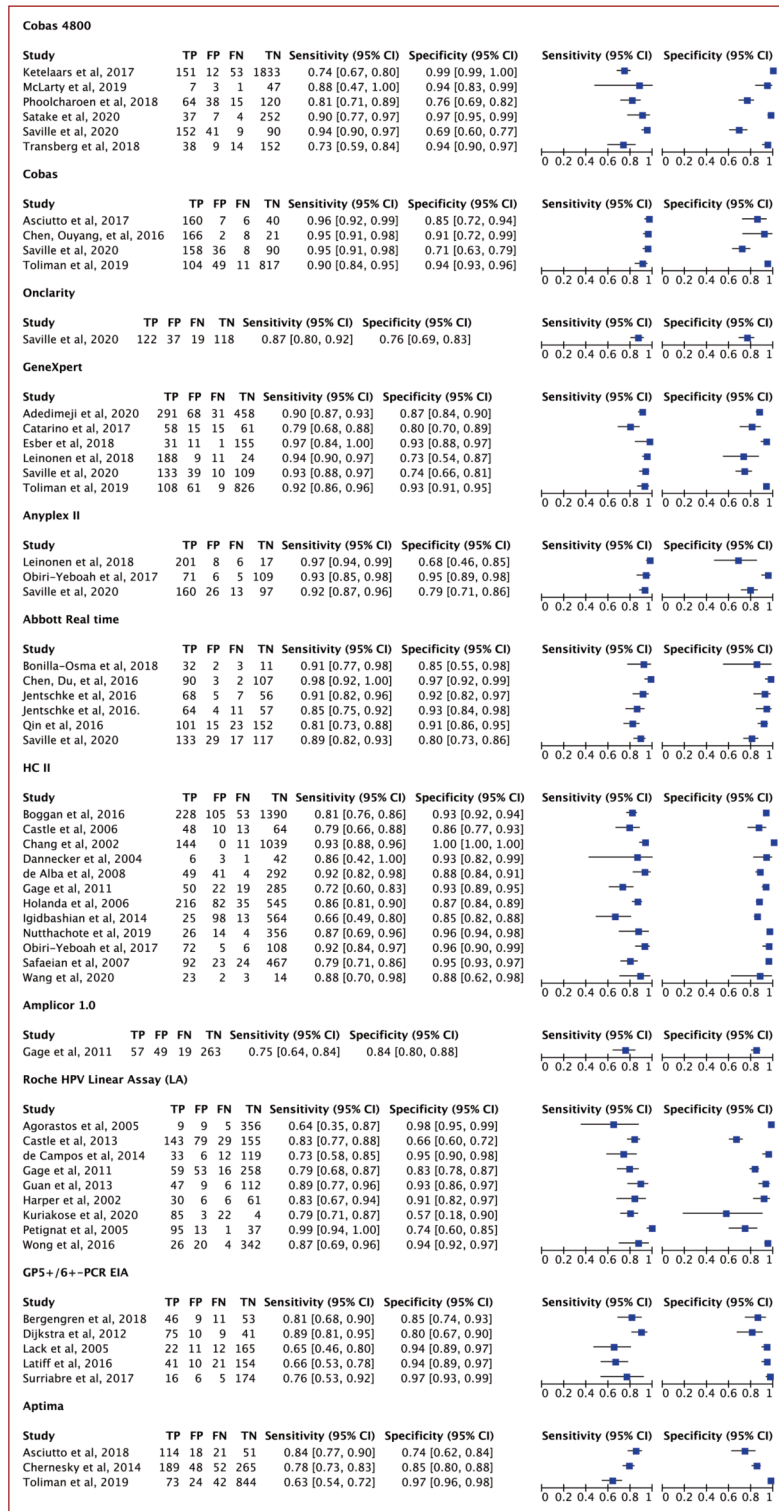 Cobas 4800
Study TP FP FN TN Sensitivity (95% CI) Specificity (95% CI) Sensitivity (95% CI) Specificity (95% CI)
Ketelaars et al, 2017 151 12 53 1833 0.74 [0.67, 0.80] 0.99 [0.99, 1.00]
McLarty et al, 2019 7 3 1 47 0.88 [0.47, 1.00] 0.94 [0.83, 0.99]
Phoolcharoen et al, 2018 64 38 15 120 0.81 [0.71, 0.89] 0.76 [0.69, 0.82]
Satake et al, 2020 37 7 4 252 0.90 [0.77, 0.97] 0.97 [0.95, 0.99]
Saville et al, 2020 152 41 9 90 0.94 [0.90, 0.97] 0.69 [0.60, 0.77]
Transberg et al, 2018 38 9 14 152 0.73 [0.59, 0.84] 0.94 [0.90, 0.97]
0 0.2 0.4 0.6 0.8 1 0 0.2 0.4 0.6 0.8 1
Cobas
Study TP FP FN TN Sensitivity (95% CI) Specificity (95% CI) Sensitivity (95% CI) Specificity (95% CI)
Asciutto et al, 2017 160 7 6 40 0.96 [0.92, 0.99] 0.85 [0.72, 0.94]
Chen, Ouyang, et al, 2016 166 2 8 21 0.95 [0.91, 0.98] 0.91 [0.72, 0.99]
Saville et al, 2020 158 36 8 90 0.95 [0.91, 0.98] 0.71 [0.63, 0.79]
Toliman et al, 2019 104 49 11 817 0.90 [0.84, 0.95] 0.94 [0.93, 0.96]
0 0.2 0.4 0.6 0.8 1 0 0.2 0.4 0.6 0.8 1
Onclarity
Study TP FP FN TN Sensitivity (95% CI) Specificity (95% CI) Sensitivity (95% CI) Specificity (95% CI)
Saville et al, 2020 122 37 19 118 0.87 [0.80, 0.92] 0.76 [0.69, 0.83]
0 0.2 0.4 0.6 0.8 1 0 0.2 0.4 0.6 0.8 1
GeneXpert
Study TP FP FN TN Sensitivity (95% CI) Specificity (95% CI) Sensitivity (95% CI) Specificity (95% CI)
Adedimeji et al, 2020 291 68 31 458 0.90 [0.87, 0.93] 0.87 [0.84, 0.90]
Catarino et al, 2017 58 15 15 61 0.79 [0.68, 0.88] 0.80 [0.70, 0.89]
Esber et al, 2018 31 11 1 155 0.97 [0.84, 1.00] 0.93 [0.88, 0.97]
Leinonen et al, 2018 188 9 11 24 0.94 [0.90, 0.97] 0.73 [0.54, 0.87]
Saville et al, 2020 133 39 10 109 0.93 [0.88, 0.97] 0.74 [0.66, 0.81]
Toliman et al, 2019 108 61 9 826 0.92 [0.86, 0.96] 0.93 [0.91, 0.95]
0 0.2 0.4 0.6 0.8 1 0 0.2 0.4 0.6 0.8 1
Anyplex II
Study TP FP FN TN Sensitivity (95% CI) Specificity (95% CI) Sensitivity (95% CI) Specificity (95% CI)
Leinonen et al, 2018 201 8 6 17 0.97 [0.94, 0.99] 0.68 [0.46, 0.85]
Obiri-Yeboah et al, 2017 71 6 5 109 0.93 [0.85, 0.98] 0.95 [0.89, 0.98]
Saville et al, 2020 160 26 13 97 0.92 [0.87, 0.96] 0.79 [0.71, 0.86]
0 0.2 0.4 0.6 0.8 1 0 0.2 0.4 0.6 0.8 1
Abbott Real time
Study TP FP FN TN Sensitivity (95% CI) Specificity (95% CI) Sensitivity (95% CI) Specificity (95% CI)
Bonilla-Osma et al, 2018 32 2 3 11 0.91 [0.77, 0.98] 0.85 [0.55, 0.98]
Chen, Du, et al, 2016 90 3 2 107 0.98 [0.92, 1.00] 0.97 [0.92, 0.99]
Jentschke et al, 2016 68 5 7 56 0.91 [0.82, 0.96] 0.92 [0.82, 0.97]
Jentschke et al, 2016. 64 4 11 57 0.85 [0.75, 0.92] 0.93 [0.84, 0.98]
Qin et al, 2016 101 15 23 152 0.81 [0.73, 0.88] 0.91 [0.86, 0.95]
Saville et al, 2020 133 29 17 117 0.89 [0.82, 0.93] 0.80 [0.73, 0.86]
0 0.2 0.4 0.6 0.8 1 0 0.2 0.4 0.6 0.8 1
HC II
Study TP FP FN TN Sensitivity (95% CI) Specificity (95% CI) Sensitivity (95% CI) Specificity (95% CI)
Boggan et al, 2016 228 105 53 1390 0.81 [0.76, 0.86] 0.93 [0.92, 0.94]
Castle et al, 2006 48 10 13 64 0.79 [0.66, 0.88] 0.86 [0.77, 0.93]
Chang et al, 2002 144 0 11 1039 0.93 [0.88, 0.96] 1.00 [1.00, 1.00]
Dannecker et al, 2004 6 3 1 42 0.86 [0.42, 1.00] 0.93 [0.82, 0.99]
de Alba et al, 2008 49 41 4 292 0.92 [0.82, 0.98] 0.88 [0.84, 0.91]
Gage et al, 2011 50 22 19 285 0.72 [0.60, 0.83] 0.93 [0.89, 0.95]
Holanda et al, 2006 216 82 35 545 0.86 [0.81, 0.90] 0.87 [0.84, 0.89]
Igidbashian et al, 2014 25 98 13 564 0.66 [0.49, 0.80] 0.85 [0.82, 0.88]
Nutthachote et al, 2019 26 14 4 356 0.87 [0.69, 0.96] 0.96 [0.94, 0.98]
Obiri-Yeboah et al, 2017 72 5 6 108 0.92 [0.84, 0.97] 0.96 [0.90, 0.99]
Safaeian et al, 2007 92 23 24 467 0.79 [0.71, 0.86] 0.95 [0.93, 0.97]
Wang et al, 2020 23 2 3 14 0.88 [0.70, 0.98] 0.88 [0.62, 0.98]
0 0.2 0.4 0.6 0.8 1 0 0.2 0.4 0.6 0.8 1
Amplicor 1.0
Study TP FP FN TN Sensitivity (95% CI) Specificity (95% CI) Sensitivity (95% CI) Specificity (95% CI)
Gage et al, 2011 57 49 19 263 0.75 [0.64, 0.84] 0.84 [0.80, 0.88]
0 0.2 0.4 0.6 0.8 1 0 0.2 0.4 0.6 0.8 1
Roche HPV Linear Assay (LA)
Study TP FP FN TN Sensitivity (95% CI) Specificity (95% CI) Sensitivity (95% CI) Specificity (95% CI)
Agorastos et al, 2005 9 9 5 356 0.64 [0.35, 0.87] 0.98 [0.95, 0.99]
Castle et al, 2013 143 79 29 155 0.83 [0.77, 0.88] 0.66 [0.60, 0.72]
de Campos et al, 2014 33 6 12 119 0.73 [0.58, 0.85] 0.95 [0.90, 0.98]
Gage et al, 2011 59 53 16 258 0.79 [0.68, 0.87] 0.83 [0.78, 0.87]
Guan et al, 2013 47 9 6 112 0.89 [0.77, 0.96] 0.93 [0.86, 0.97]
Harper et al, 2002 30 6 6 61 0.83 [0.67, 0.94] 0.91 [0.82, 0.97]
Kuriakose et al, 2020 85 3 22 4 0.79 [0.71, 0.87] 0.57 [0.18, 0.90]
Petignat et al, 2005 95 13 1 37 0.99 [0.94, 1.00] 0.74 [0.60, 0.85]
Wong et al, 2016 26 20 4 342 0.87 [0.69, 0.96] 0.94 [0.92, 0.97]
0 0.2 0.4 0.6 0.8 1 0 0.2 0.4 0.6 0.8 1
GP5+/6+-PCR EIA
Study TP FP FN TN Sensitivity (95% CI) Specificity (95% CI) Sensitivity (95% CI) Specificity (95% CI)
Bergengren et al, 2018 46 9 11 53 0.81 [0.68, 0.90] 0.85 [0.74, 0.93]
Dijkstra et al, 2012 75 10 9 41 0.89 [0.81, 0.95] 0.80 [0.67, 0.90]
Lack et al, 2005 22 11 12 165 0.65 [0.46, 0.80] 0.94 [0.89, 0.97]
Latiff et al, 2016 41 10 21 154 0.66 [0.53, 0.78] 0.94 [0.89, 0.97]
Surriabre et al, 2017 16 6 5 174 0.76 [0.53, 0.92] 0.97 [0.93, 0.99]
0 0.2 0.4 0.6 0.8 1 0 0.2 0.4 0.6 0.8 1
Aptima
Study TP FP FN TN Sensitivity (95% CI) Specificity (95% CI) Sensitivity (95% CI) Specificity (95% CI)
Asciutto et al, 2018 114 18 21 51 0.84 [0.77, 0.90] 0.74 [0.62, 0.84]
Chernesky et al, 2014 189 48 52 265 0.78 [0.73, 0.83] 0.85 [0.80, 0.88]
Toliman et al, 2019 73 24 42 844 0.63 [0.54, 0.72] 0.97 [0.96, 0.98]
0 0.2 0.4 0.6 0.8 1 0 0.2 0.4 0.6 0.8 1